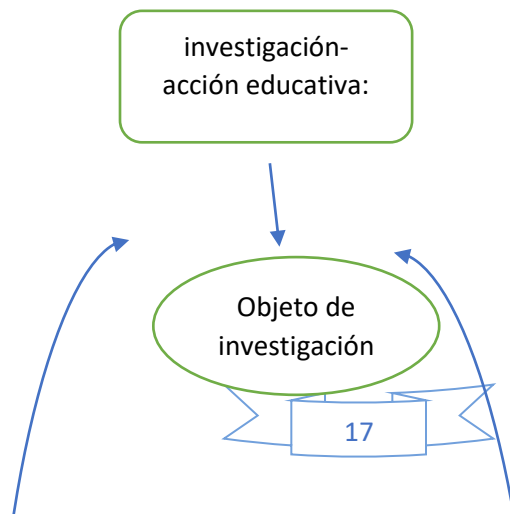 investigación-
acción educativa:
Objeto de
investigación
17